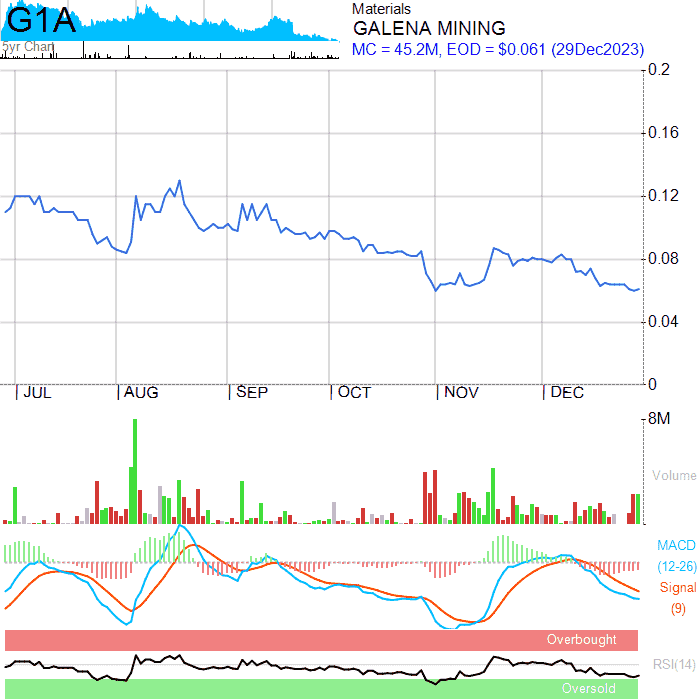 G1A
5yr Chart
Materials
GALENA MINING
MC = 45.2M, EOD = $0.061 (29Dec2023)
0.2
0.16
0.12
0.08
0.04
0
JUL AUG SEP OCT NOV DEC
8M
Volume
MACD
(12-26)
Signal
(9)
Overbought
RSI(14)
Oversold